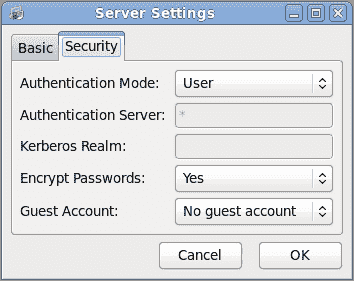 Server Settings
Basic Security
Authentication Mode: User
Authentication Server: *
Kerberos Realm:
Encrypt Passwords: Yes
Guest Account: No guest account
Cancel OK